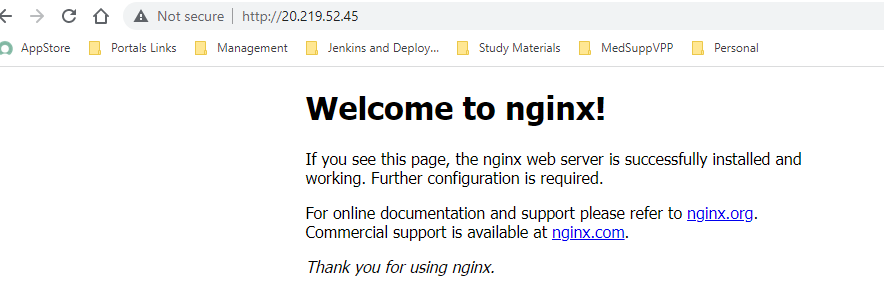 Not secure | http://20.219.52.45
AppStore Portals Links Management Jenkins and Deploy... Study Materials MedSuppVPP Personal
Welcome to nginx!
If you see this page, the nginx web server is successfully installed and
working. Further configuration is required.
For online documentation and support please refer to nginx.org.
Commercial support is available at nginx.com.
Thank you for using nginx.